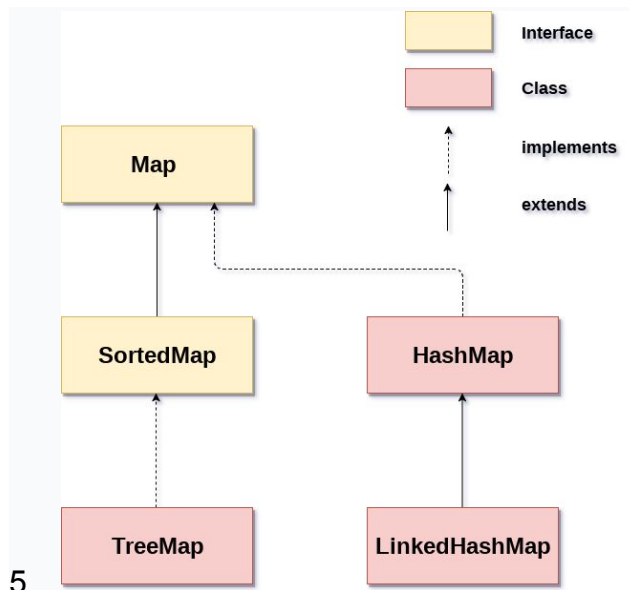 Interface
Class
implements
extends
Map
SortedMap
HashMap
TreeMap
LinkedHashMap
5